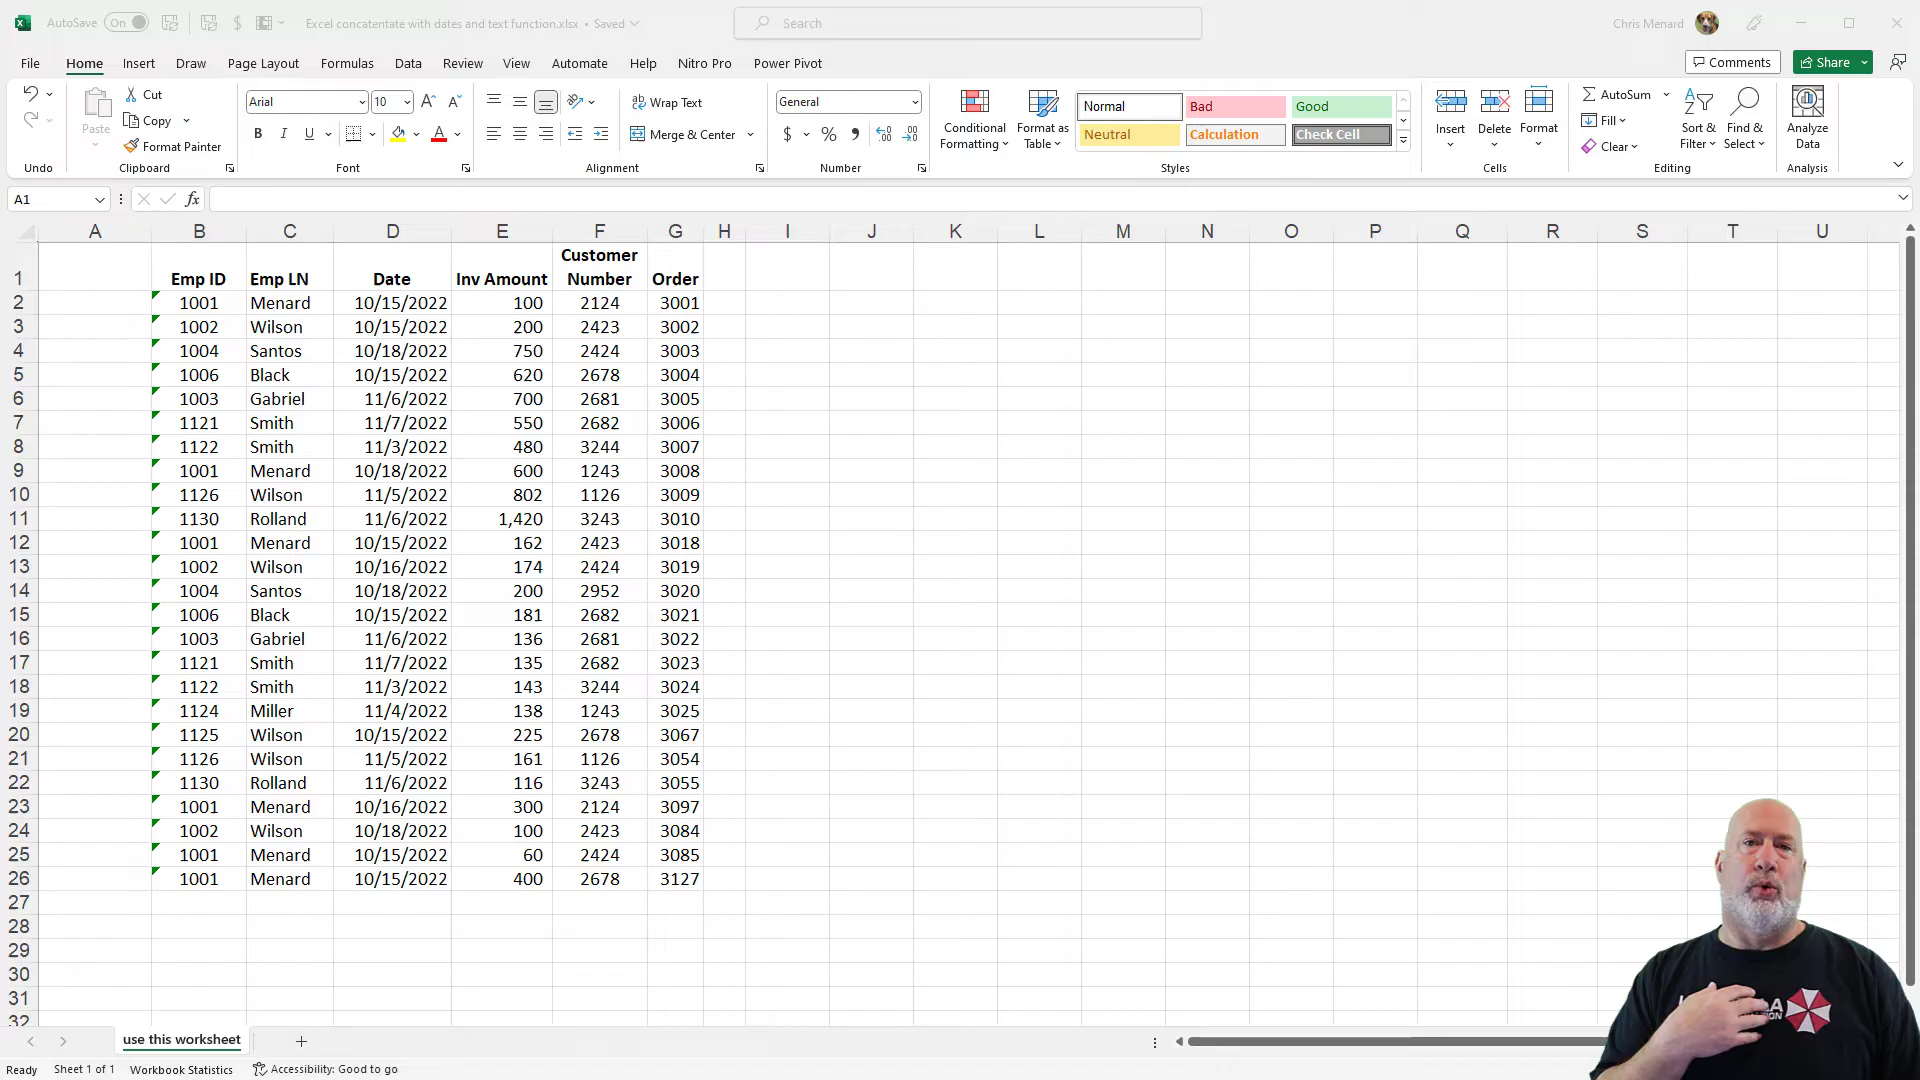 AutoSave On Excel concatentate with dates and text function.xlsx • Saved Search Chris Menard
File Home Insert Draw Page Layout Formulas Data Review View Automate Help Nitro Pro Power Pivot Comments Share
Paste Cut Copy Format Painter
Arial 10 B I U A
Wrap Text Merge & Center
General $ %
Conditional Formatting Format as Table
Normal Bad Good
Neutral Calculation Check Cell
Insert Delete Format
AutoSum Fill Clear
Sort & Filter Find & Select
Analyze Data
Undo Clipboard Font Alignment Number Styles Cells Editing Analysis
A1 fx
A B C D E F G H I J K L M N O P Q R S T U
1 Emp ID Emp LN Date Inv Amount Customer Number Order
2 1001 Menard 10/15/2022 100 2124 3001
3 1002 Wilson 10/15/2022 200 2423 3002
4 1004 Santos 10/18/2022 750 2424 3003
5 1006 Black 10/15/2022 620 2678 3004
6 1003 Gabriel 11/6/2022 700 2681 3005
7 1121 Smith 11/7/2022 550 2682 3006
8 1122 Smith 11/3/2022 480 3244 3007
9 1001 Menard 10/18/2022 600 1243 3008
10 1126 Wilson 11/5/2022 802 1126 3009
11 1130 Rolland 11/6/2022 1,420 3243 3010
12 1001 Menard 10/15/2022 162 2423 3018
13 1002 Wilson 10/16/2022 174 2424 3019
14 1004 Santos 10/18/2022 200 2952 3020
15 1006 Black 10/15/2022 181 2682 3021
16 1003 Gabriel 11/6/2022 136 2681 3022
17 1121 Smith 11/7/2022 135 2682 3023
18 1122 Smith 11/3/2022 143 3244 3024
19 1124 Miller 11/4/2022 138 1243 3025
20 1125 Wilson 10/15/2022 225 2678 3067
21 1126 Wilson 11/5/2022 161 1126 3054
22 1130 Rolland 11/6/2022 116 3243 3055
23 1001 Menard 10/16/2022 300 2124 3097
24 1002 Wilson 10/18/2022 100 2423 3084
25 1001 Menard 10/15/2022 60 2424 3085
26 1001 Menard 10/15/2022 400 2678 3127
27
28
29
30
31
32
use this worksheet
Ready Sheet 1 of 1 Workbook Statistics Accessibility: Good to go